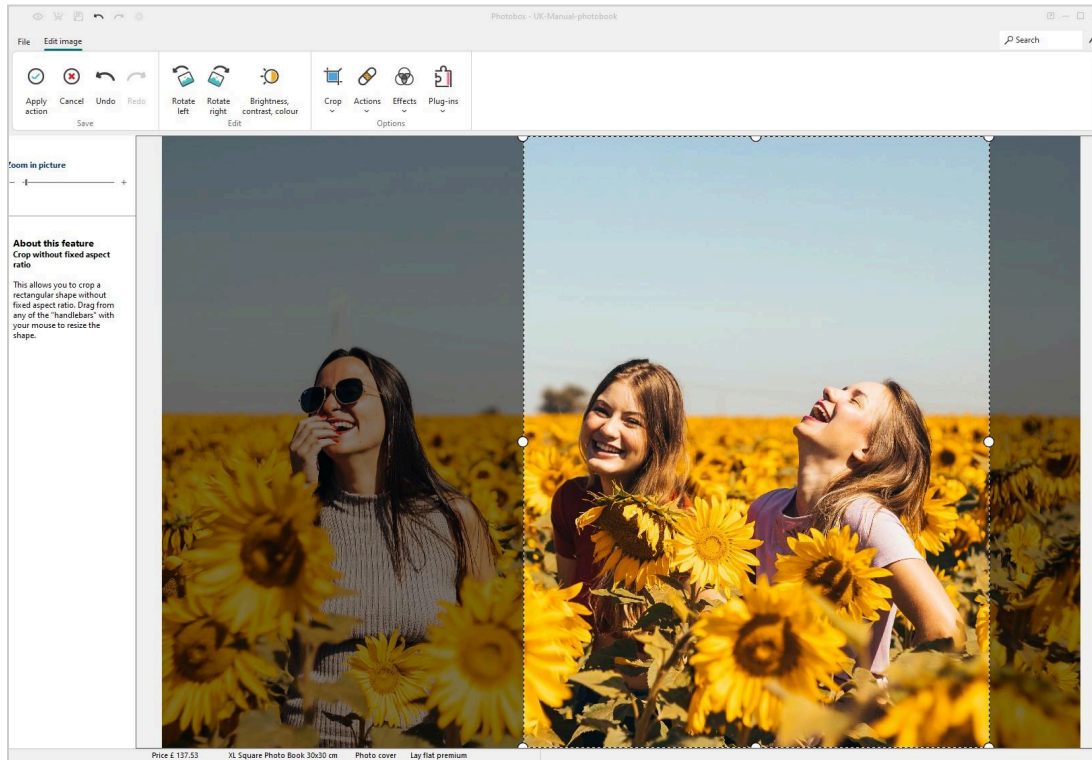 Photobox - UK-Manual-photobook
File Edit image
Search
Apply action
Cancel
Undo
Redo
Save
Rotate left
Rotate right
Brightness, contrast, colour
Edit
Crop
Actions
Effects
Plug-ins
Options
Zoom in picture
- +
About this feature
Crop without fixed aspect
ratio
This allows you to crop a
rectangular shape without
fixed aspect ratio. Drag from
any of the "handlebars" with
your mouse to resize the
shape.
Price £ 137.53 XL Square Photo Book 30x30 cm Photo cover Lay flat premium